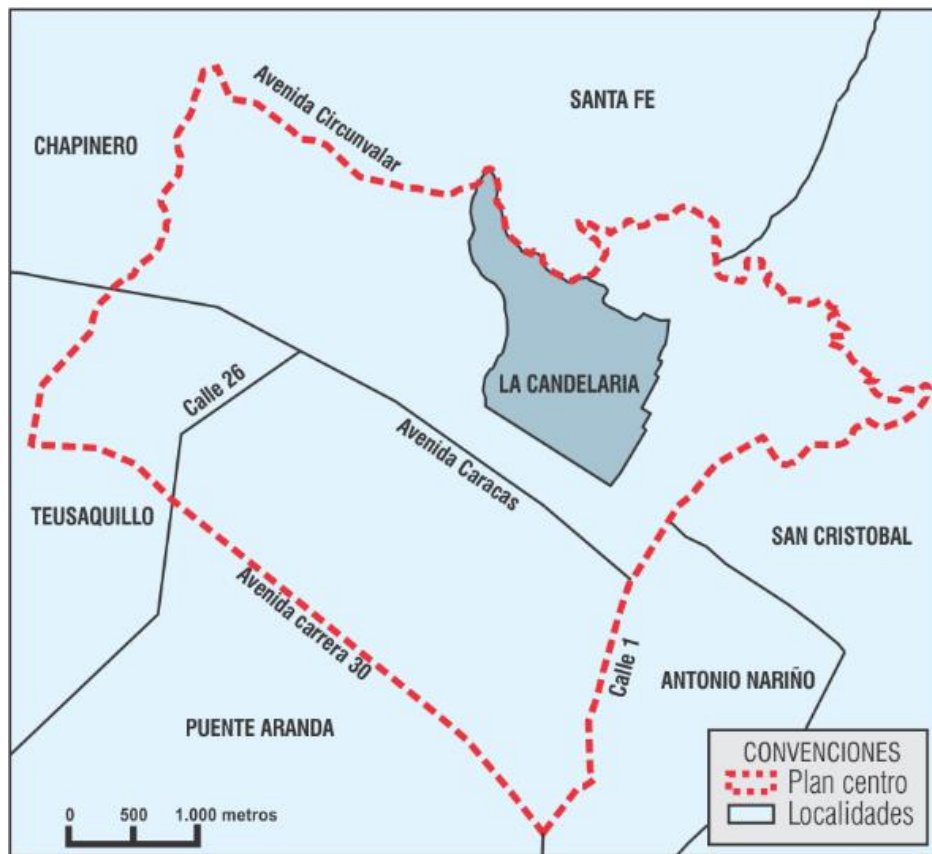 Avenida Circunvalar
SANTA FE
CHAPINERO
LA CANDELARIA
Calle 26
Avenida Caracas
TEUSAQUILLO
SAN CRISTOBAL
Avenida carrera 30
Calle 1
ANTONIO NARIÑO
PUENTE ARANDA
CONVENCIONES
Plan centro
Localidades
0 500 1.000 metros